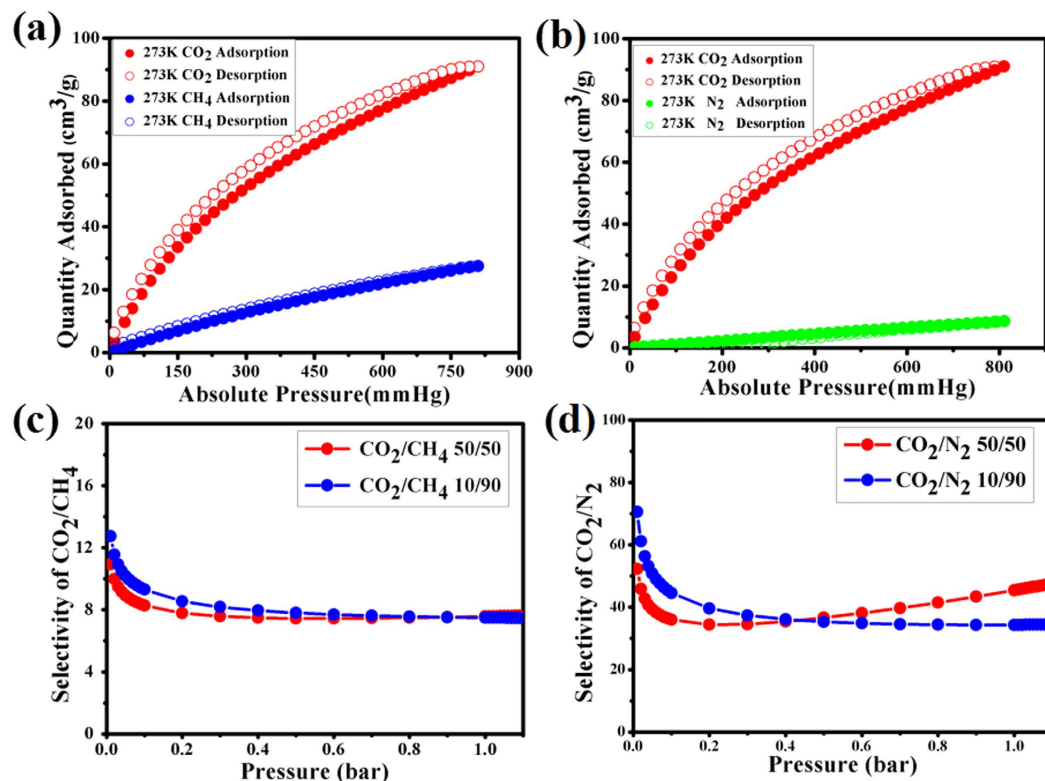 (a)
100
80
60
40
20
0
Quantity Adsorbed (cm³/g)
273K CO₂ Adsorption
273K CO₂ Desorption
273K CH₄ Adsorption
273K CH₄ Desorption
0 150 300 450 600 750 900
Absolute Pressure(mmHg)
(b)
100
80
60
40
20
0
Quantity Adsorbed (cm³/g)
273K CO₂ Adsorption
273K CO₂ Desorption
273K N₂ Adsorption
273K N₂ Desorption
0 200 400 600 800
Absolute Pressure(mmHg)
(c)
20
16
12
8
4
0
Selectivity of CO₂/CH₄
CO₂/CH₄ 50/50
CO₂/CH₄ 10/90
0.0 0.2 0.4 0.6 0.8 1.0
Pressure (bar)
(d)
100
80
60
40
20
0
Selectivity of CO₂/N₂
CO₂/N₂ 50/50
CO₂/N₂ 10/90
0.0 0.2 0.4 0.6 0.8 1.0
Pressure (bar)